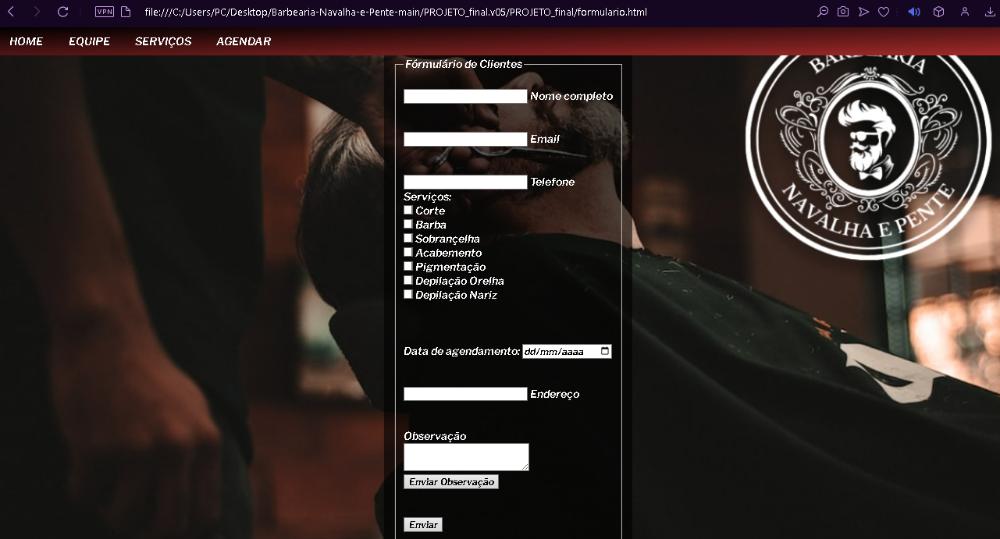 VPN file:///C:/Users/PC/Desktop/Barbearia-Navalha-e-Pente-main/PROJETO_final.v05/PROJETO_final/formulario.html
HOME EQUIPE SERVIÇOS AGENDAR
Fórmulário de Clientes
Nome completo
Email
Telefone
Serviços:
Corte
Barba
Sobrançelha
Acabemento
Pigmentação
Depilação Orelha
Depilação Nariz
Data de agendamento: dd/mm/aaaa
Endereço
Observação
Enviar Observação
Enviar
BARBEARIA
NAVALHA E PENTE